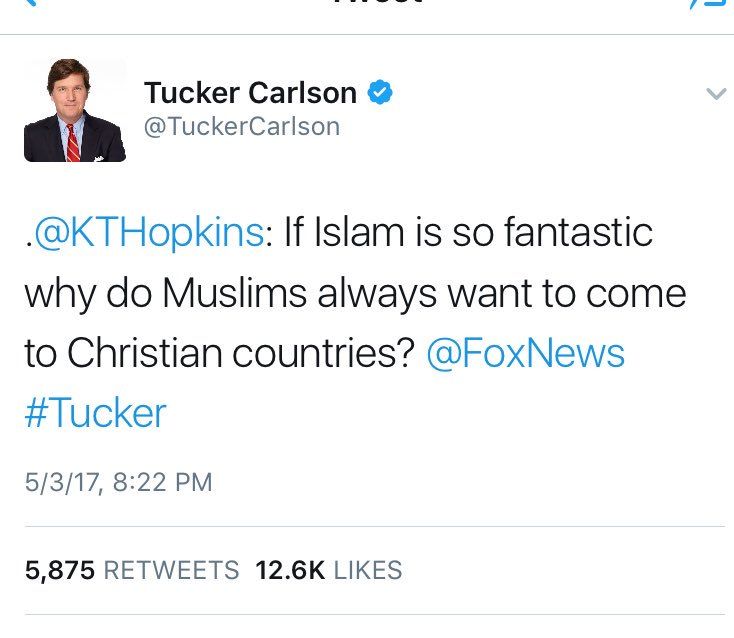 Tweet
Tucker Carlson
@TuckerCarlson
.@KTHopkins: If Islam is so fantastic
why do Muslims always want to come
to Christian countries? @FoxNews
#Tucker
5/3/17, 8:22 PM
5,875 RETWEETS 12.6K LIKES